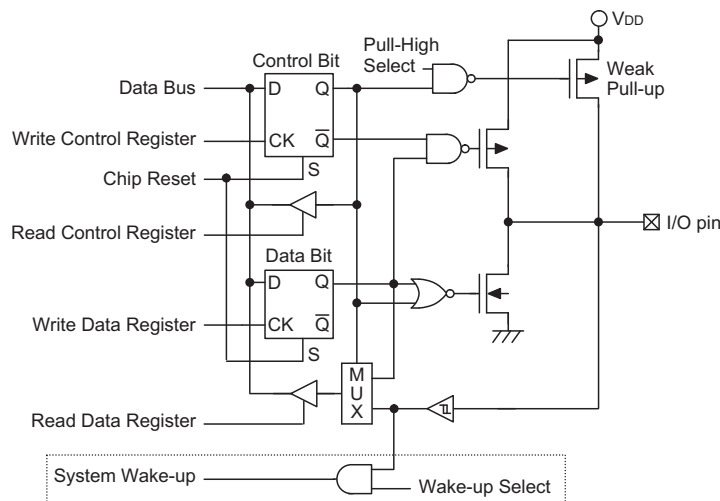 VDD
Control Bit
Pull-High
Select
Weak
Pull-up
Data Bus
D
Q
Write Control Register
CK
Q
Chip Reset
S
I/O pin
Read Control Register
Data Bit
D
Q
Write Data Register
CK
Q
S
M
U
X
Read Data Register
System Wake-up
Wake-up Select